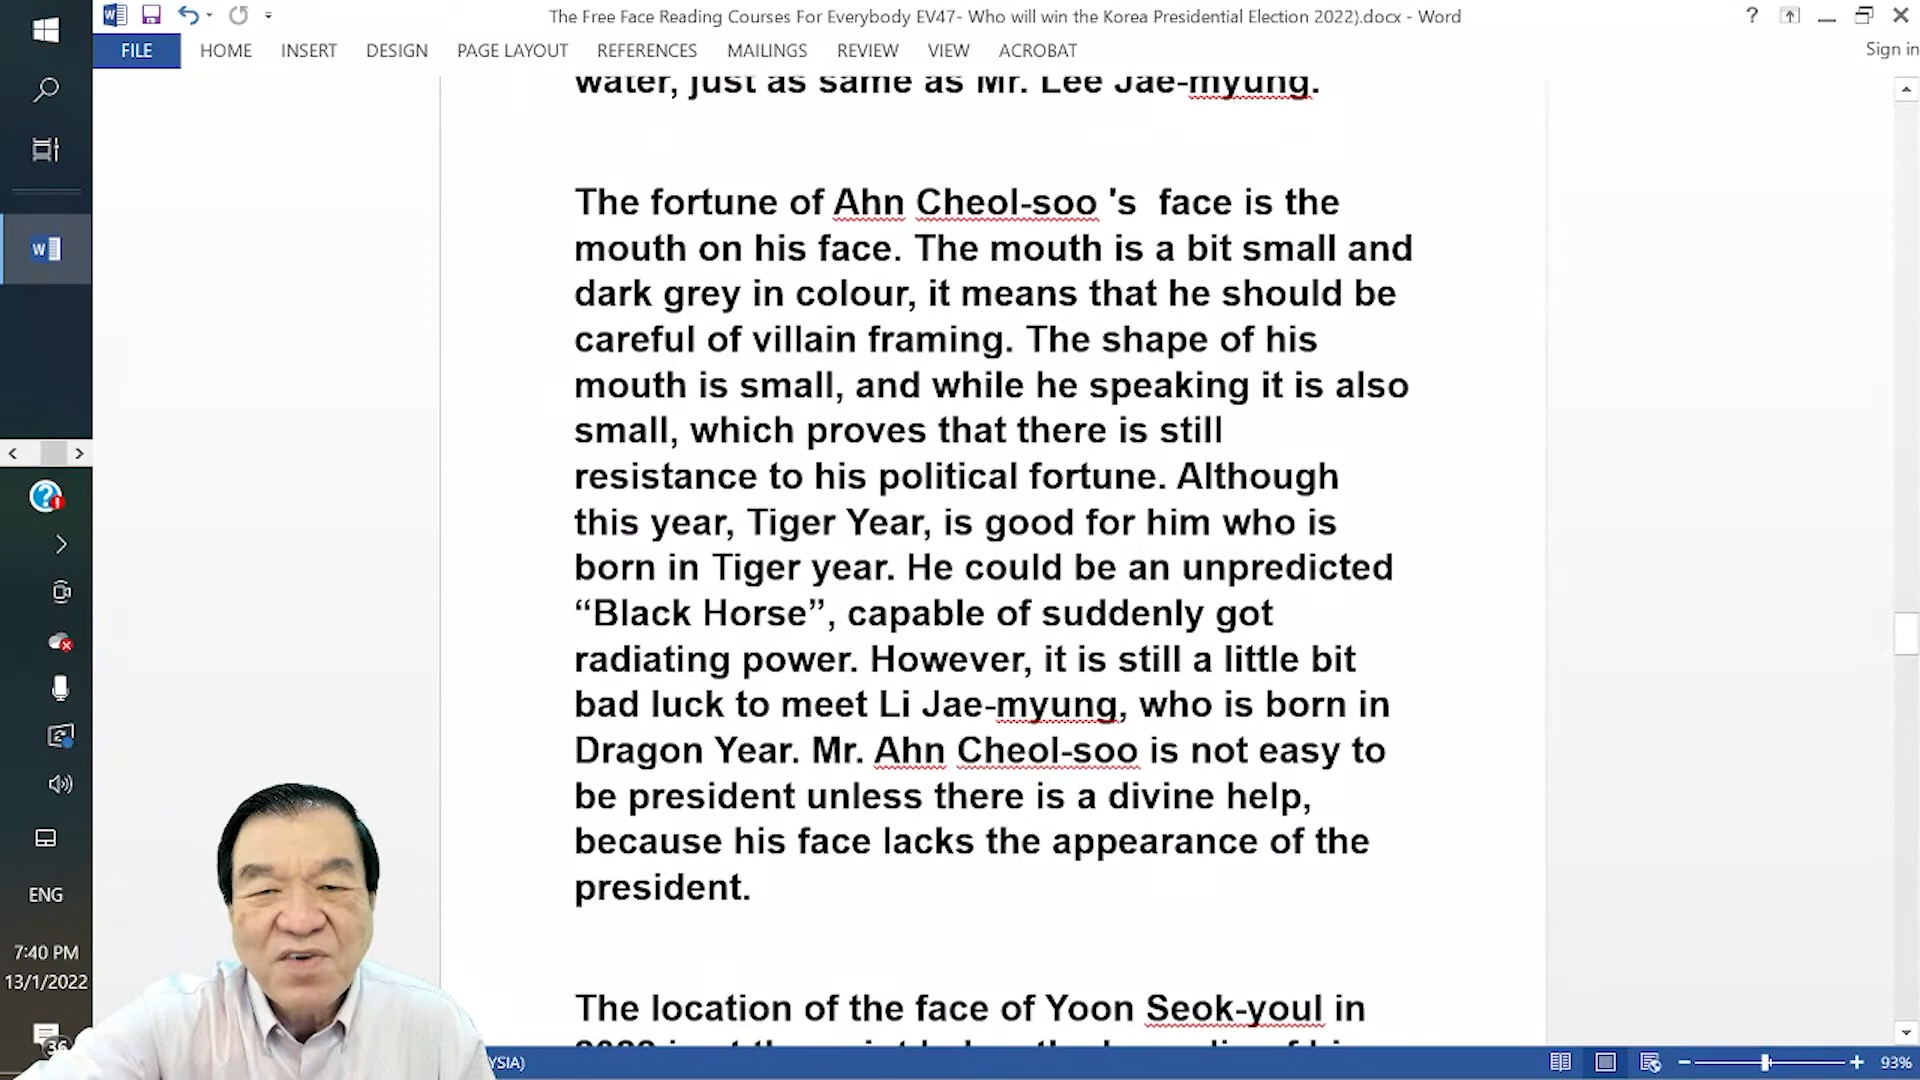 The Free Face Reading Courses For Everybody EV47- Who will win the Korea Presidential Election 2022).docx - Word
FILE HOME INSERT DESIGN PAGE LAYOUT REFERENCES MAILINGS REVIEW VIEW ACROBAT
Sign in
water, just as same as Mr. Lee Jae-myung.
The fortune of Ahn Cheol-soo 's  face is the
mouth on his face. The mouth is a bit small and
dark grey in colour, it means that he should be
careful of villain framing. The shape of his
mouth is small, and while he speaking it is also
small, which proves that there is still
resistance to his political fortune. Although
this year, Tiger Year, is good for him who is
born in Tiger year. He could be an unpredicted
“Black Horse”, capable of suddenly got
radiating power. However, it is still a little bit
bad luck to meet Li Jae-myung, who is born in
Dragon Year. Mr. Ahn Cheol-soo is not easy to
be president unless there is a divine help,
because his face lacks the appearance of the
president.
The location of the face of Yoon Seok-youl in
ENG
7:40 PM
13/1/2022
36
YSIA)
93%